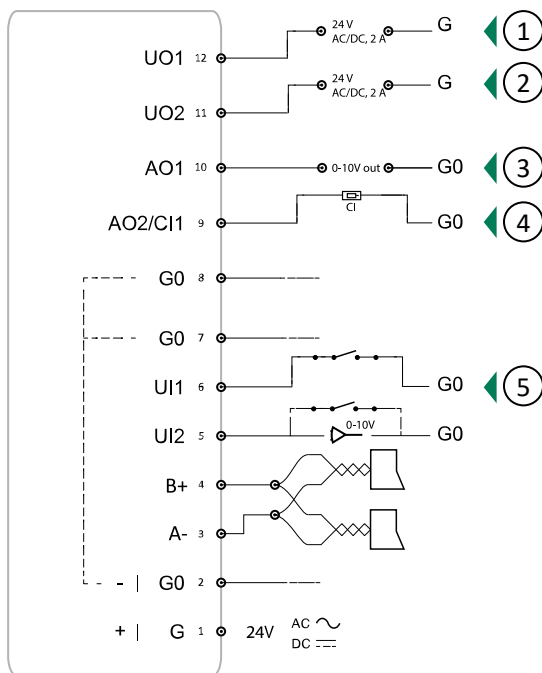 UO1 12 24 V AC/DC, 2 A G 1
UO2 11 24 V AC/DC, 2 A G 2
AO1 10 0-10V out G0 3
AO2/CI1 9 CI G0 4
G0 8
G0 7
UI1 6 G0 5
UI2 5 0-10V G0
B+ 4
A- 3
- | G0 2
+ | G 1 24V AC
DC